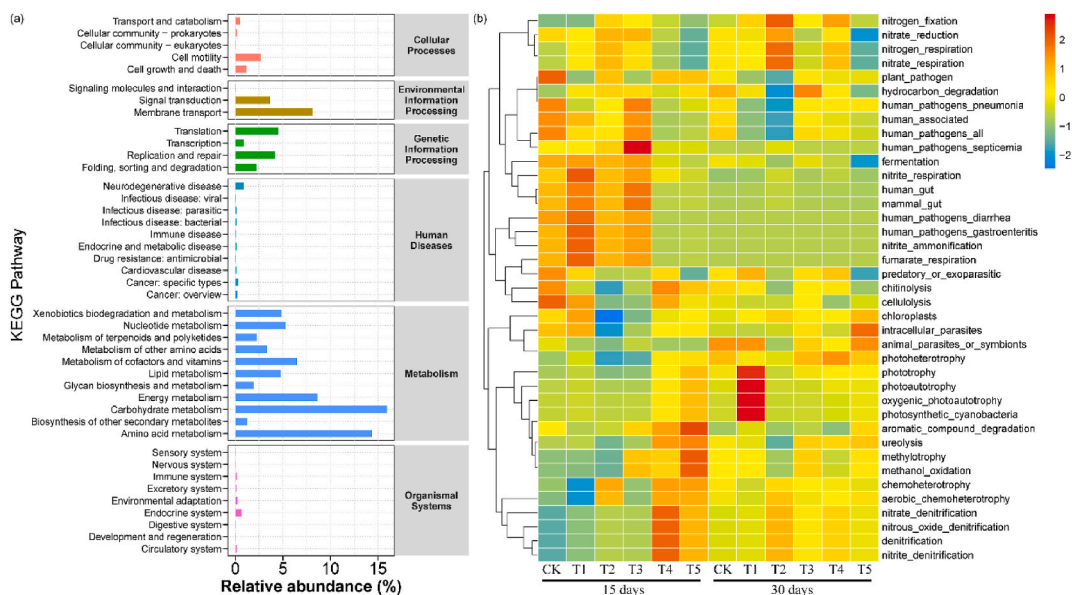 (a)
KEGG Pathway
Transport and catabolism
Cellular community − prokaryotes
Cellular community − eukaryotes
Cell motility
Cell growth and death
Cellular
Processes
Signaling molecules and interaction
Signal transduction
Membrane transport
Environmental
Information
Processing
Translation
Transcription
Replication and repair
Folding, sorting and degradation
Genetic
Information
Processing
Neurodegenerative disease
Infectious disease: viral
Infectious disease: parasitic
Infectious disease: bacterial
Immune disease
Endocrine and metabolic disease
Drug resistance: antimicrobial
Cardiovascular disease
Cancer: specific types
Cancer: overview
Human
Diseases
Xenobiotics biodegradation and metabolism
Nucleotide metabolism
Metabolism of terpenoids and polyketides
Metabolism of other amino acids
Metabolism of cofactors and vitamins
Lipid metabolism
Glycan biosynthesis and metabolism
Energy metabolism
Carbohydrate metabolism
Biosynthesis of other secondary metabolites
Amino acid metabolism
Metabolism
Sensory system
Nervous system
Immune system
Excretory system
Environmental adaptation
Endocrine system
Digestive system
Development and regeneration
Circulatory system
Organismal
Systems
0 5 10 15
Relative abundance (%)
(b)
nitrogen_fixation
nitrate_reduction
nitrogen_respiration
nitrate_respiration
plant_pathogen
hydrocarbon_degradation
human_pathogens_pneumonia
human_associated
human_pathogens_all
human_pathogens_septicemia
fermentation
nitrite_respiration
human_gut
mammal_gut
human_pathogens_diarrhea
human_pathogens_gastroenteritis
nitrite_ammonification
fumarate_respiration
predatory_or_exoparasitic
chitinolysis
cellulolysis
chloroplasts
intracellular_parasites
animal_parasites_or_symbionts
photoheterotrophy
phototrophy
photoautotrophy
oxygenic_photoautotrophy
photosynthetic_cyanobacteria
aromatic_compound_degradation
ureolysis
methylotrophy
methanol_oxidation
chemoheterotrophy
aerobic_chemoheterotrophy
nitrate_denitrification
nitrous_oxide_denitrification
denitrification
nitrite_denitrification
CK T1 T2 T3 T4 T5 CK T1 T2 T3 T4 T5
15 days 30 days
2
1
0
−1
−2